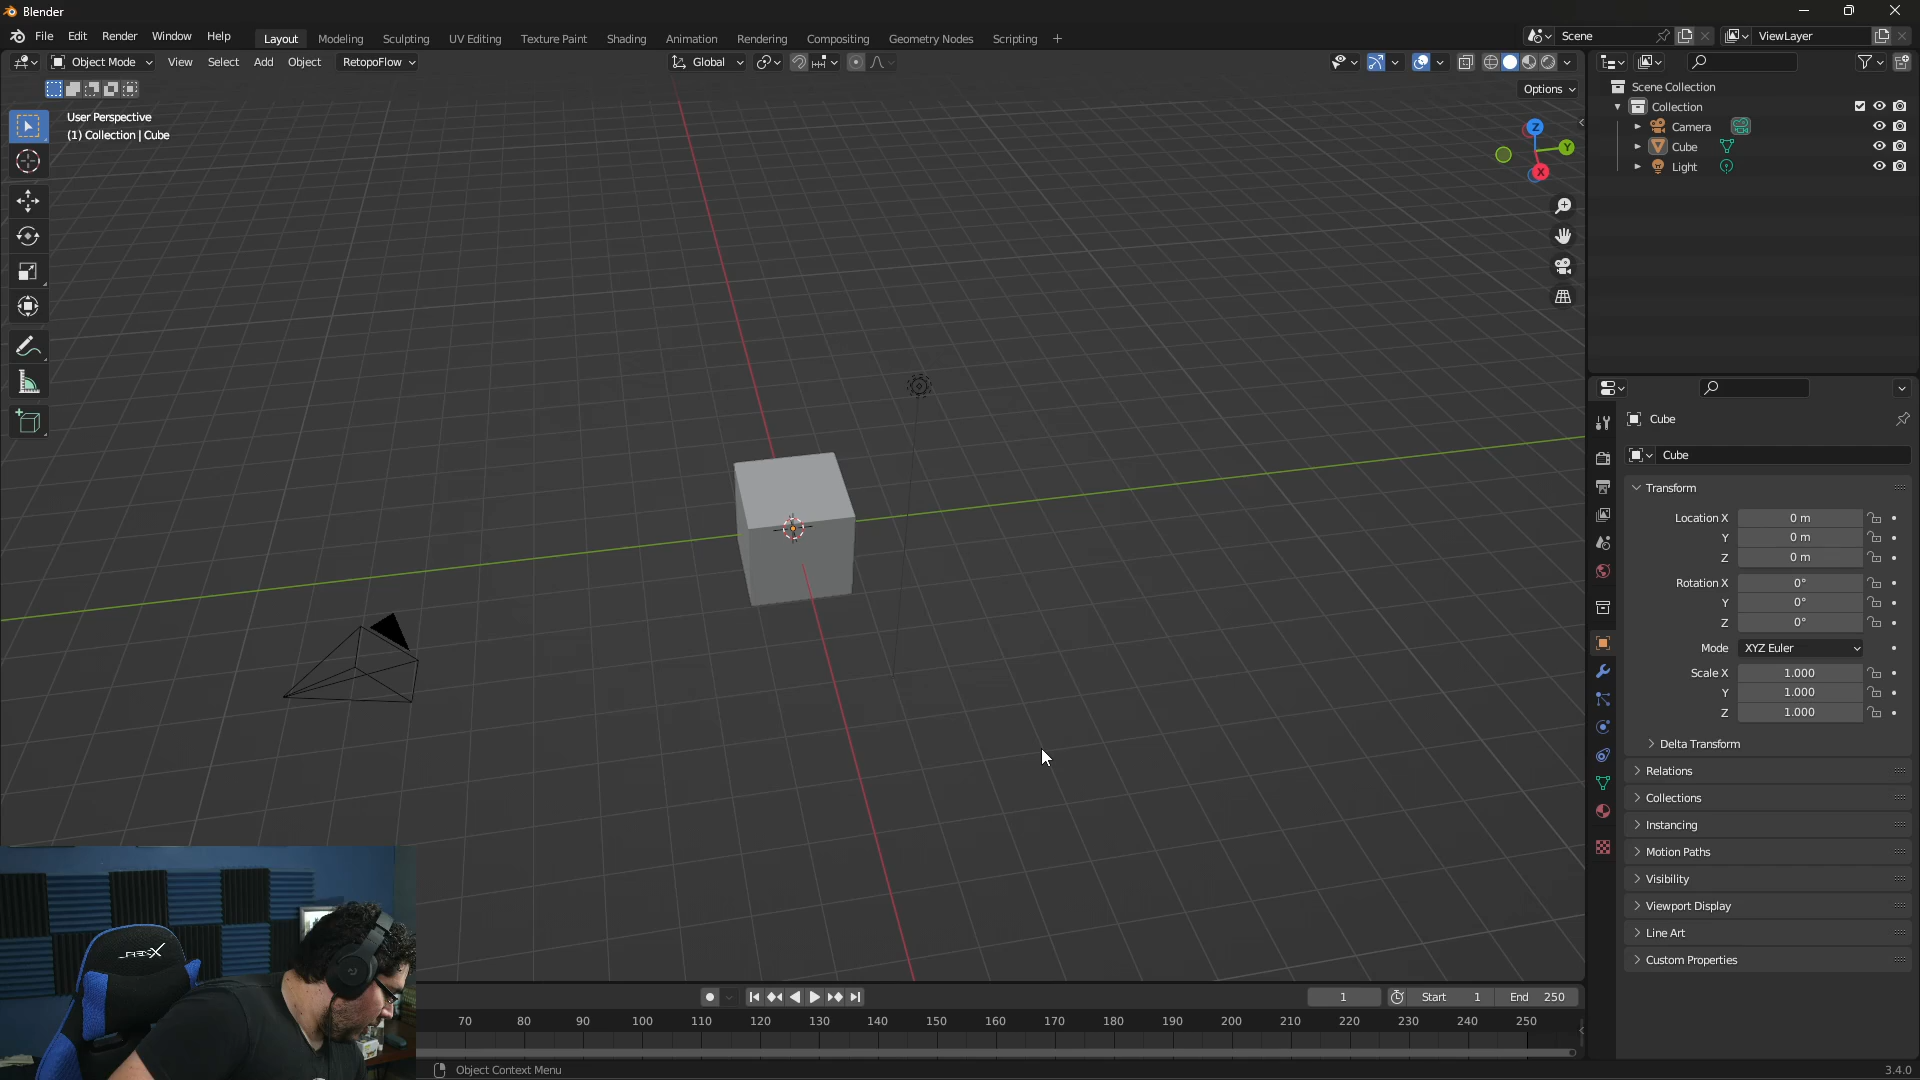 Blender
File Edit Render Window Help Layout Modeling Sculpting UV Editing Texture Paint Shading Animation Rendering Compositing Geometry Nodes Scripting + Scene ViewLayer
Object Mode View Select Add Object RetopoFlow Global
Options
User Perspective
(1) Collection | Cube
Z
Y
X
Scene Collection
Collection
Camera
Cube
Light
Cube
Cube
Transform
Location X 0 m
Y 0 m
Z 0 m
Rotation X 0°
Y 0°
Z 0°
Mode XYZ Euler
Scale X 1.000
Y 1.000
Z 1.000
Delta Transform
Relations
Collections
Instancing
Motion Paths
Visibility
Viewport Display
Line Art
Custom Properties
1 Start 1 End 250
70 80 90 100 110 120 130 140 150 160 170 180 190 200 210 220 230 240 250
Object Context Menu
3.4.0